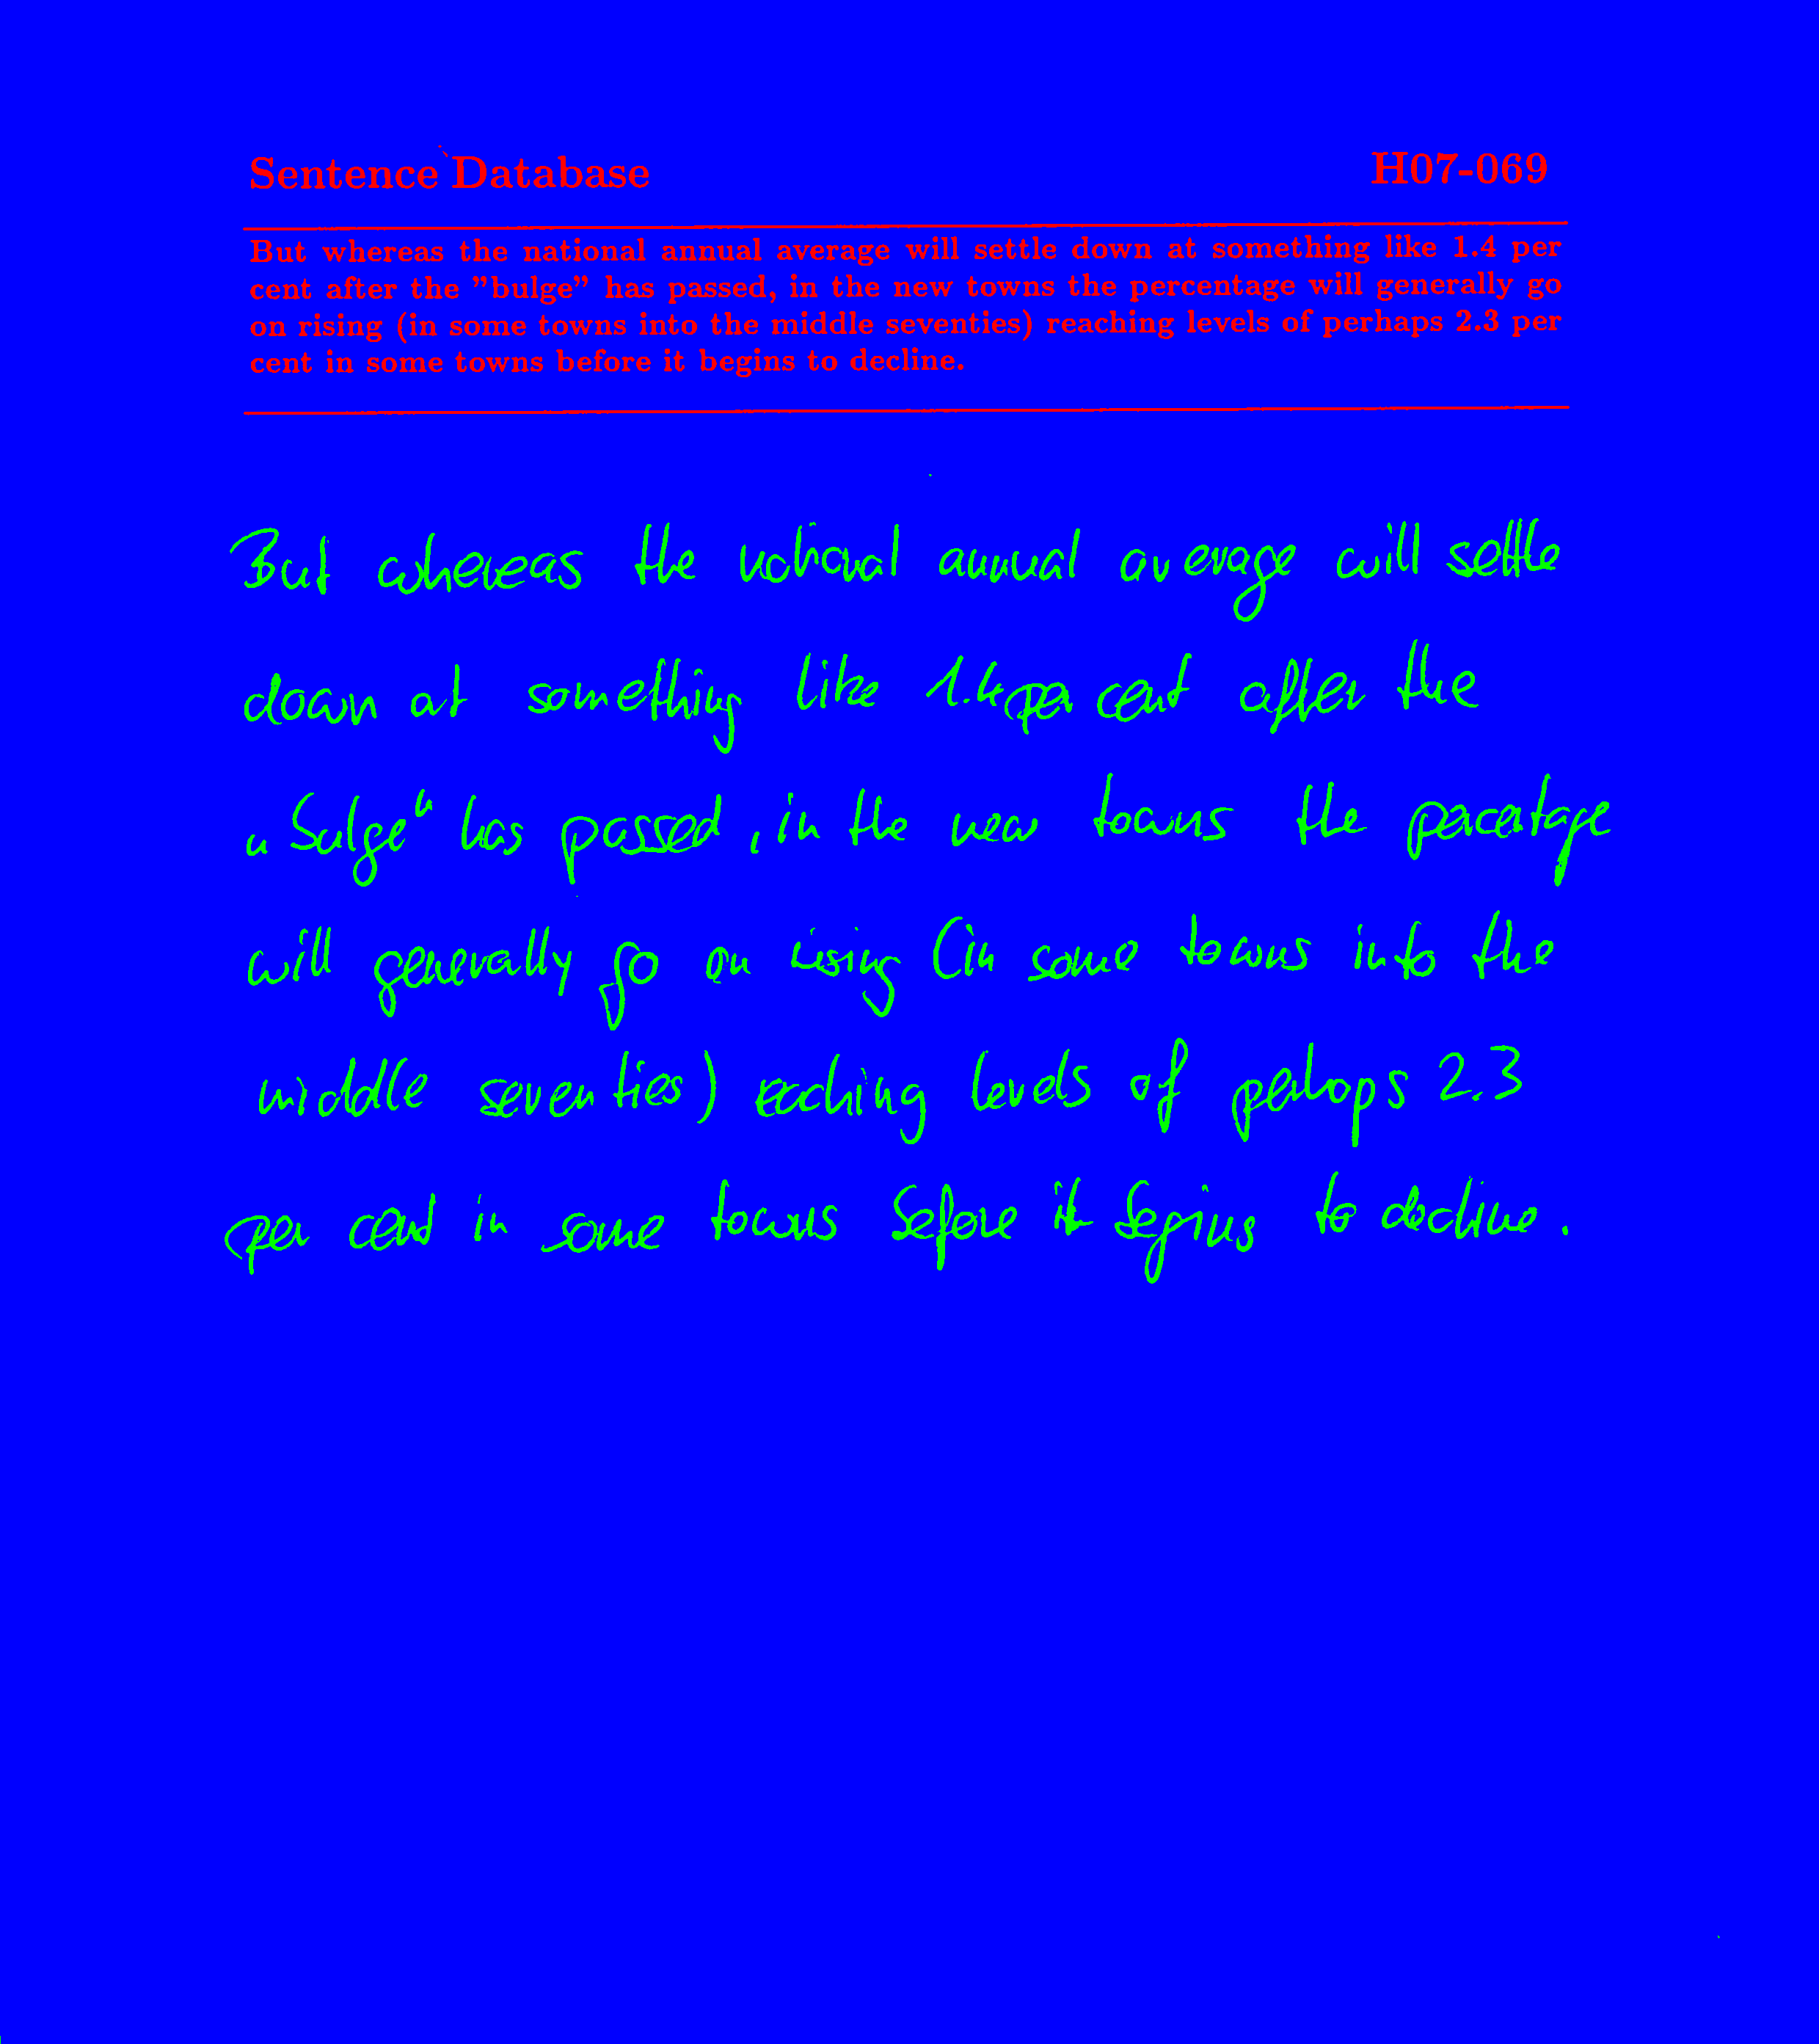 Sentence Database H07-069
But whereas the national annual average will settle down at something like 1.4 per
cent after the "bulge" has passed, in the new towns the percentage will generally go
on rising (in some towns into the middle seventies) reaching levels of perhaps 2.3 per
cent in some towns before it begins to decline.
But whereas the national annual average will settle
down at something like 1.4 per cent after the
„bulge“ has passed, in the new towns the percentage
will generally go on rising (in some towns into the
middle seventies) reaching levels of perhaps 2.3
per cent in some towns before it begins to decline.